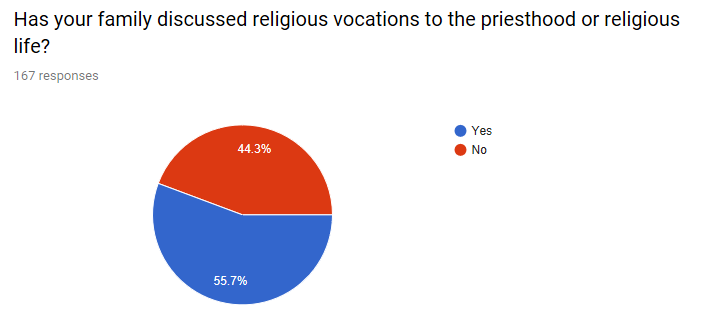 Has your family discussed religious vocations to the priesthood or religious
life?
167 responses
Yes
No
44.3%
55.7%